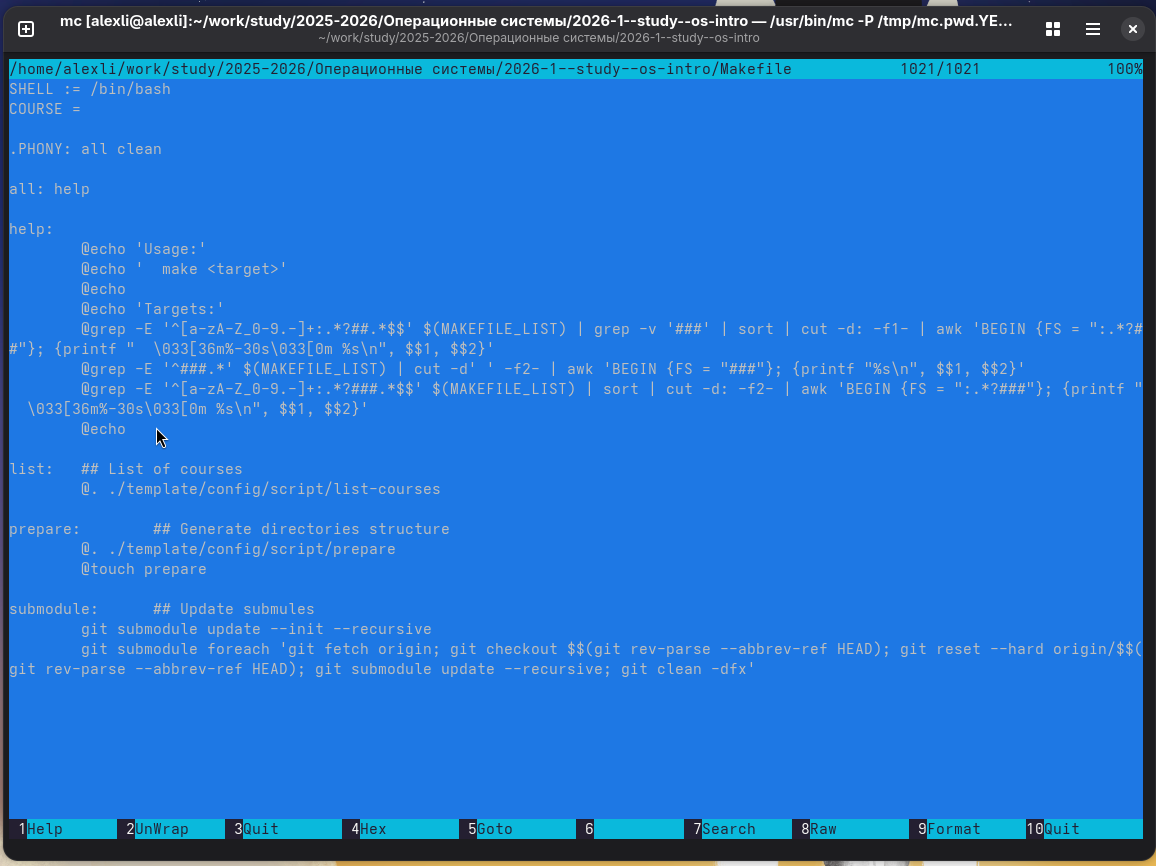 mc [alexli@alexli]:~/work/study/2025-2026/Операционные системы/2026-1--study--os-intro — /usr/bin/mc -P /tmp/mc.pwd.YE…
~/work/study/2025-2026/Операционные системы/2026-1--study--os-intro
/home/alexli/work/study/2025-2026/Операционные системы/2026-1--study--os-intro/Makefile 1021/1021 100%
SHELL := /bin/bash
COURSE =
.PHONY: all clean
all: help
help:
@echo 'Usage:'
@echo '  make <target>'
@echo
@echo 'Targets:'
@grep -E '^[a-zA-Z_0-9.-]+:.*?##.*$$' $(MAKEFILE_LIST) | grep -v '###' | sort | cut -d: -f1- | awk 'BEGIN {FS = ":.*?#
#"}; {printf "  \033[36m%-30s\033[0m %s\n", $$1, $$2}'
@grep -E '^###.*' $(MAKEFILE_LIST) | cut -d' ' -f2- | awk 'BEGIN {FS = "###"}; {printf "%s\n", $$1, $$2}'
@grep -E '^[a-zA-Z_0-9.-]+:.*?###.*$$' $(MAKEFILE_LIST) | sort | cut -d: -f2- | awk 'BEGIN {FS = ":.*?###"}; {printf "
  \033[36m%-30s\033[0m %s\n", $$1, $$2}'
@echo
list:   ## List of courses
@. ./template/config/script/list-courses
prepare:        ## Generate directories structure
@. ./template/config/script/prepare
@touch prepare
submodule:      ## Update submules
git submodule update --init --recursive
git submodule foreach 'git fetch origin; git checkout $$(git rev-parse --abbrev-ref HEAD); git reset --hard origin/$$(
git rev-parse --abbrev-ref HEAD); git submodule update --recursive; git clean -dfx'
1Help 2UnWrap 3Quit 4Hex 5Goto 6 7Search 8Raw 9Format 10Quit